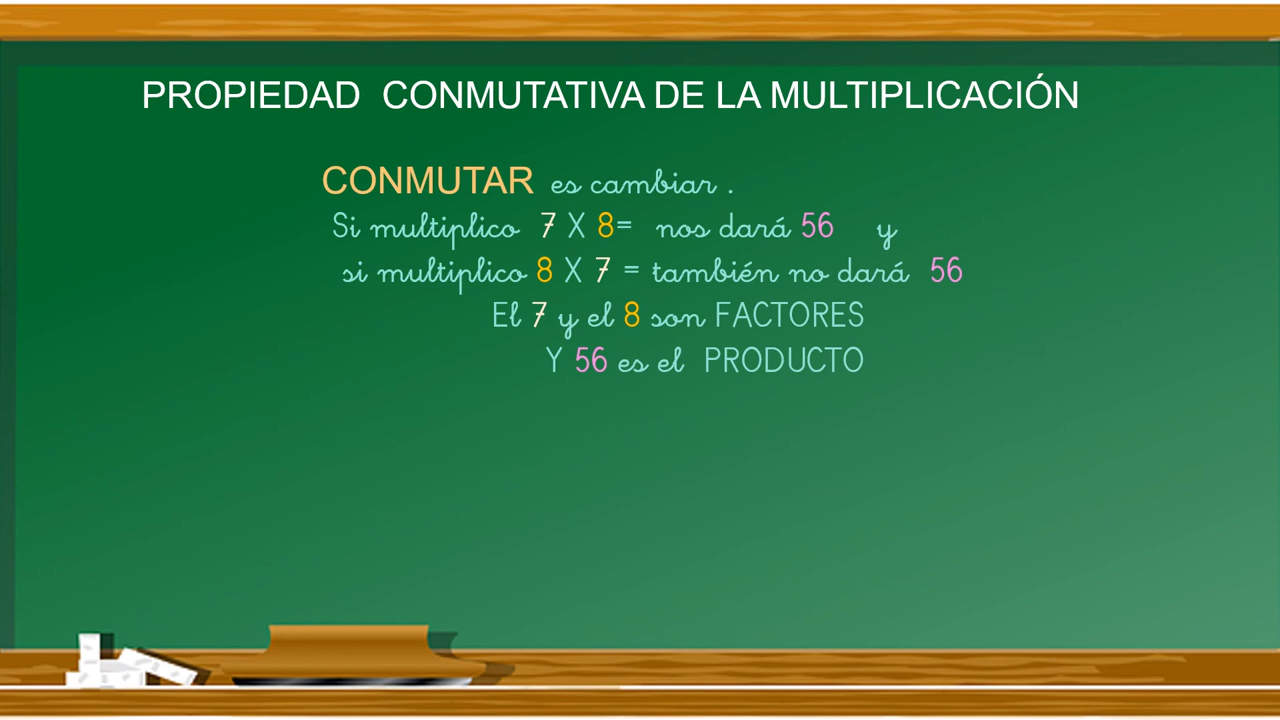 PROPIEDAD CONMUTATIVA DE LA MULTIPLICACIÓN
CONMUTAR es cambiar .
Si multiplico 7 X 8= nos dará 56 y
si multiplico 8 X 7 = también no dará 56
El 7 y el 8 son FACTORES
Y 56 es el PRODUCTO